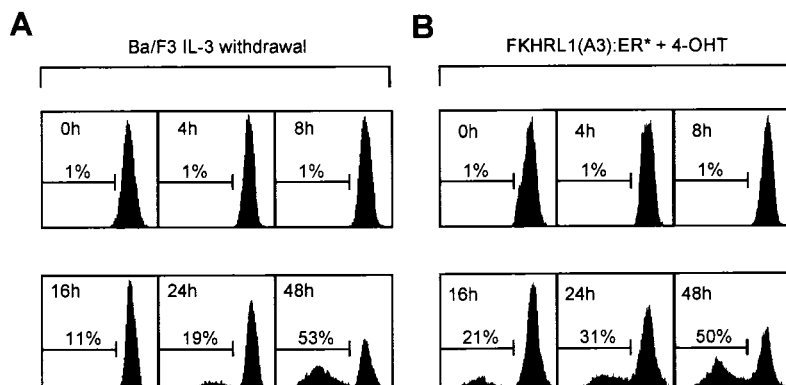 A
Ba/F3 IL-3 withdrawal
0h 4h 8h
1% 1% 1%
16h 24h 48h
11% 19% 53%
B
FKHRL1(A3):ER* + 4-OHT
0h 4h 8h
1% 1% 1%
16h 24h 48h
21% 31% 50%